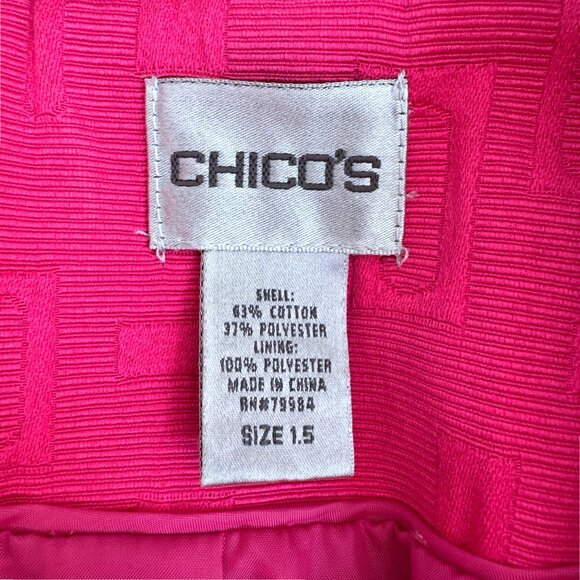 CHICO'S
SHELL:
63% COTTON
37% POLYESTER
LINING:
100% POLYESTER
MADE IN CHINA
RN#79984
SIZE 1.5